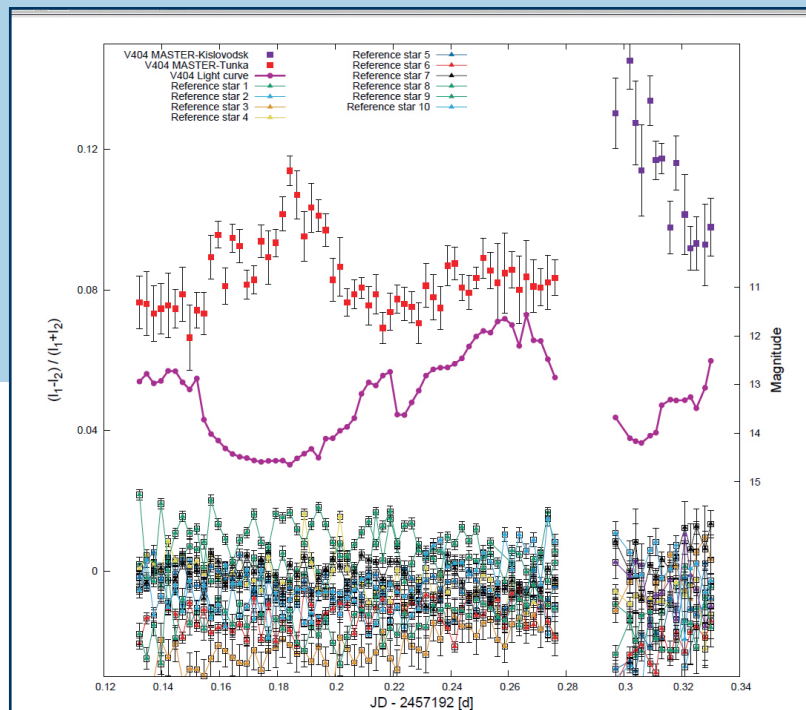 V404 MASTER-Kislovodsk
V404 MASTER-Tunka
V404 Light curve
Reference star 1
Reference star 2
Reference star 3
Reference star 4
Reference star 5
Reference star 6
Reference star 7
Reference star 8
Reference star 9
Reference star 10
0.12
0.08
0.04
0
(I₁-I₂) / (I₁+I₂)
11
12
13
14
15
Magnitude
0.12 0.14 0.16 0.18 0.2 0.22 0.24 0.26 0.28 0.3 0.32 0.34
JD - 2457192 [d]